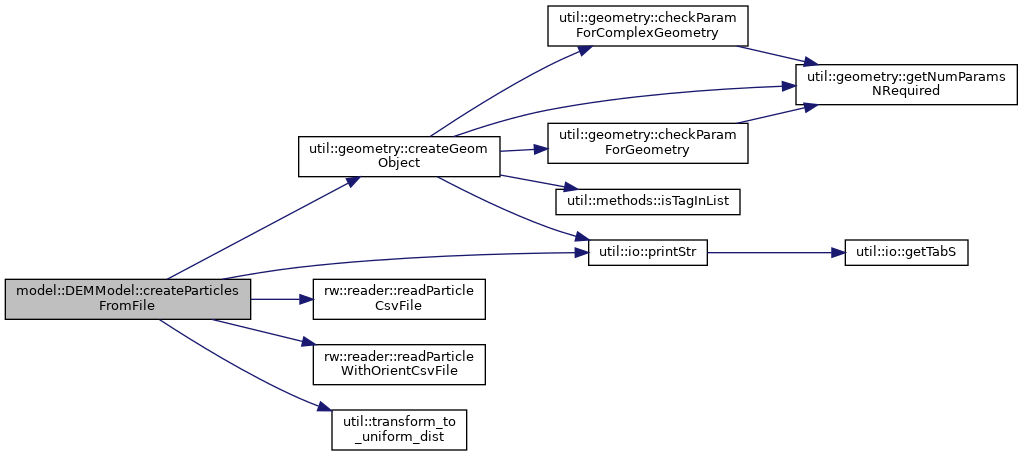 util::geometry::checkParam
ForComplexGeometry
util::geometry::getNumParams
NRequired
util::geometry::createGeom
Object
util::geometry::checkParam
ForGeometry
util::methods::isTagInList
util::io::printStr
util::io::getTabS
model::DEMModel::createParticles
FromFile
rw::reader::readParticle
CsvFile
rw::reader::readParticle
WithOrientCsvFile
util::transform_to
_uniform_dist